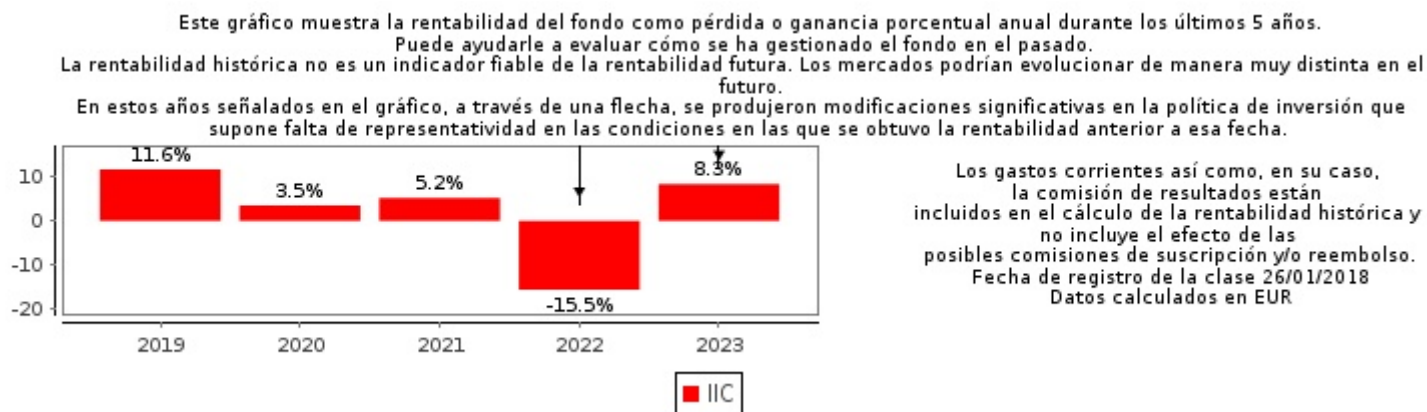 Este gráfico muestra la rentabilidad del fondo como pérdida o ganancia porcentual anual durante los últimos 5 años.
Puede ayudarle a evaluar cómo se ha gestionado el fondo en el pasado.
La rentabilidad histórica no es un indicador fiable de la rentabilidad futura. Los mercados podrían evolucionar de manera muy distinta en el
futuro.
En estos años señalados en el gráfico, a través de una flecha, se produjeron modificaciones significativas en la política de inversión que
supone falta de representatividad en las condiciones en las que se obtuvo la rentabilidad anterior a esa fecha.
11.6%
3.5%
5.2%
-15.5%
8.3%
10
0
-10
-20
2019
2020
2021
2022
2023
IIC
Los gastos corrientes así como, en su caso,
la comisión de resultados están
incluidos en el cálculo de la rentabilidad histórica y
no incluye el efecto de las
posibles comisiones de suscripción y/o reembolso.
Fecha de registro de la clase 26/01/2018
Datos calculados en EUR